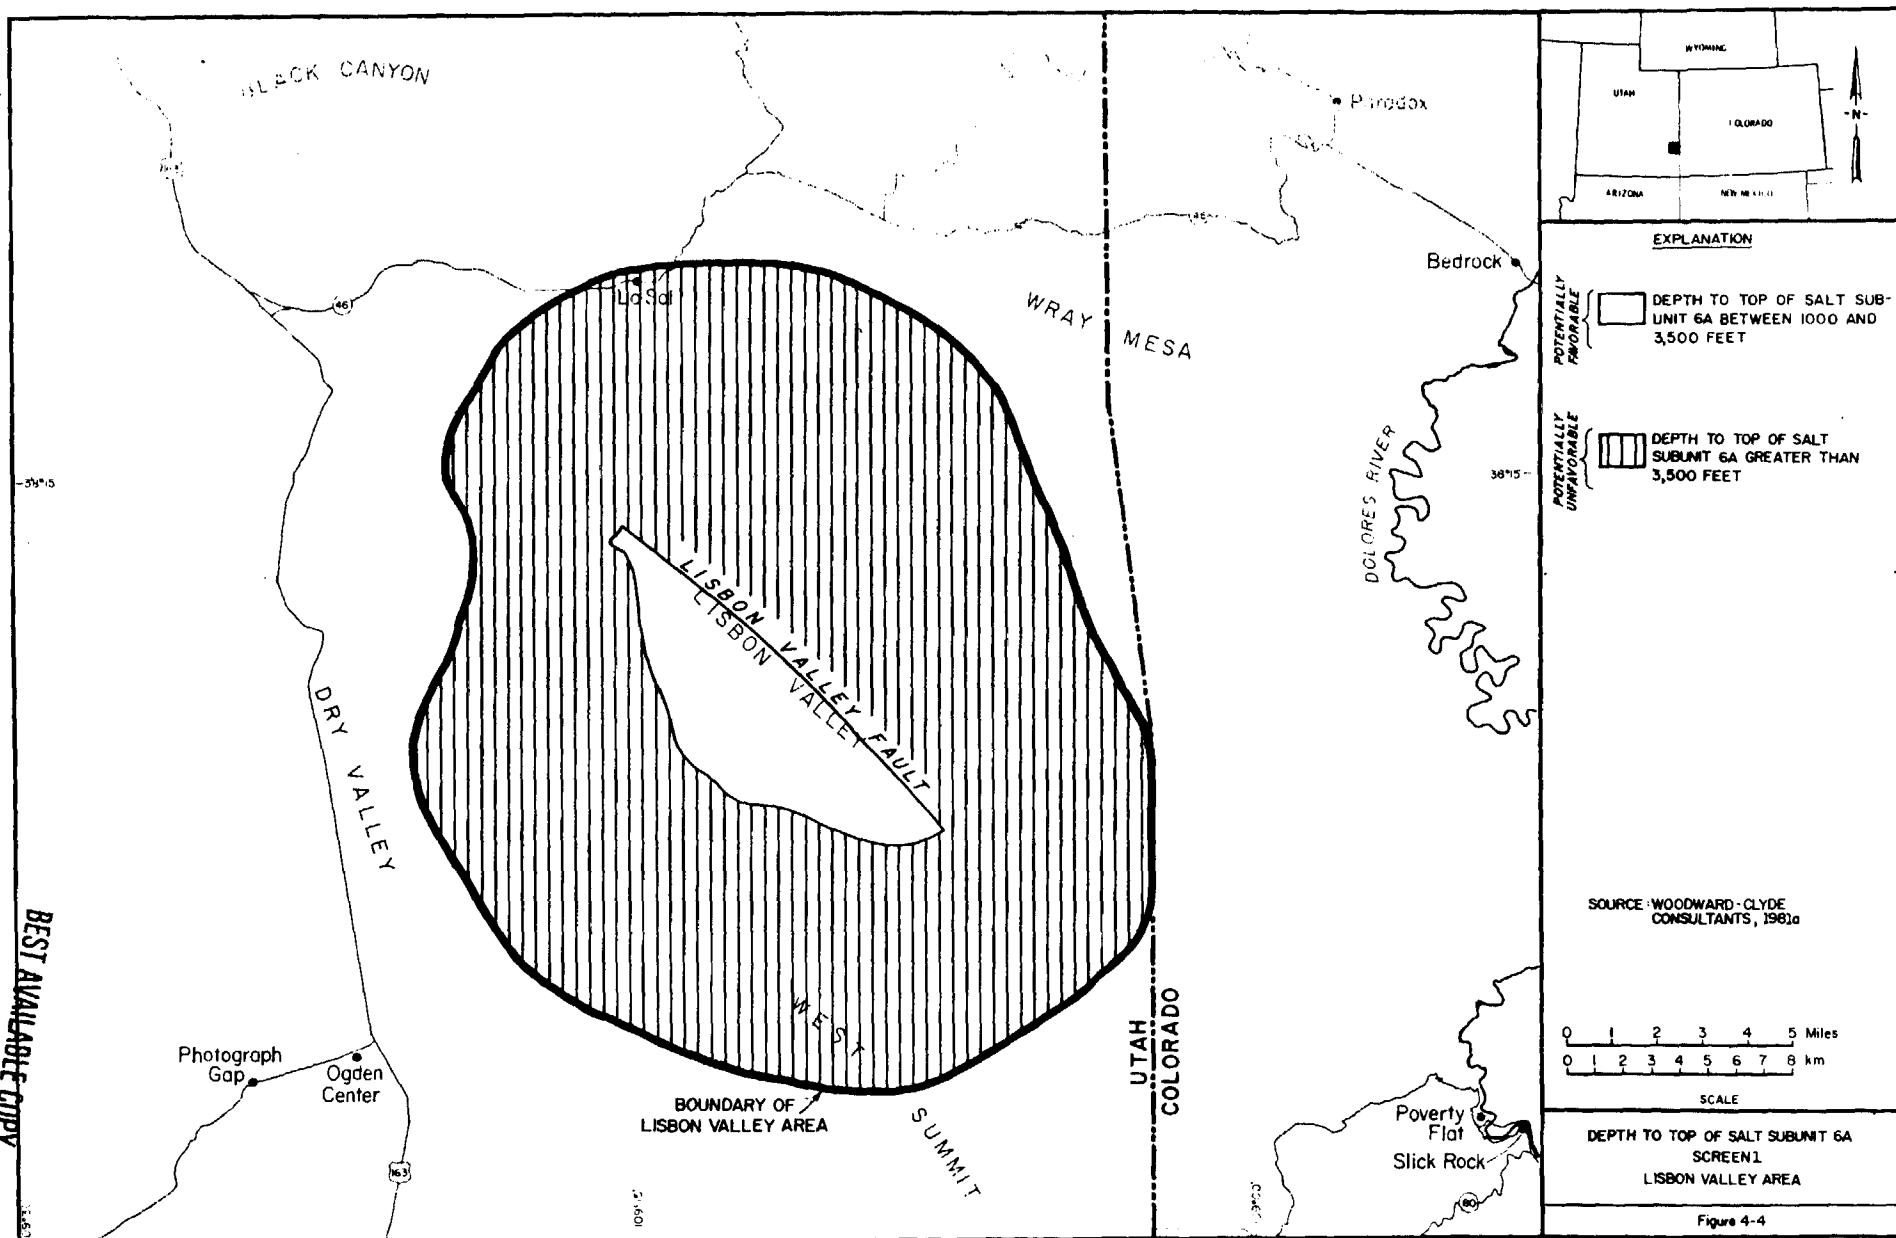 BLACK CANYON
Paradox
46
Bedrock
La Sal
46
WRAY
MESA
38°15
38°15
DOLORES RIVER
LISBON VALLEY FAULT
LISBON
VALLEY
DRY VALLEY
WEST
SUMMIT
Photograph
Gap
Ogden
Center
BOUNDARY OF
LISBON VALLEY AREA
UTAH
COLORADO
Poverty
Flat
Slick Rock
163
80
BEST AVAILABLE COPY
WYOMING
UTAH
COLORADO
ARIZONA
NEW MEXICO
-N-
EXPLANATION
POTENTIALLY
FAVORABLE
DEPTH TO TOP OF SALT SUB-
UNIT 6A BETWEEN 1000 AND
3,500 FEET
POTENTIALLY
UNFAVORABLE
DEPTH TO TOP OF SALT
SUBUNIT 6A GREATER THAN
3,500 FEET
SOURCE: WOODWARD-CLYDE
CONSULTANTS, 1981a
0 1 2 3 4 5 Miles
0 1 2 3 4 5 6 7 8 km
SCALE
DEPTH TO TOP OF SALT SUBUNIT 6A
SCREEN 1
LISBON VALLEY AREA
Figure 4-4